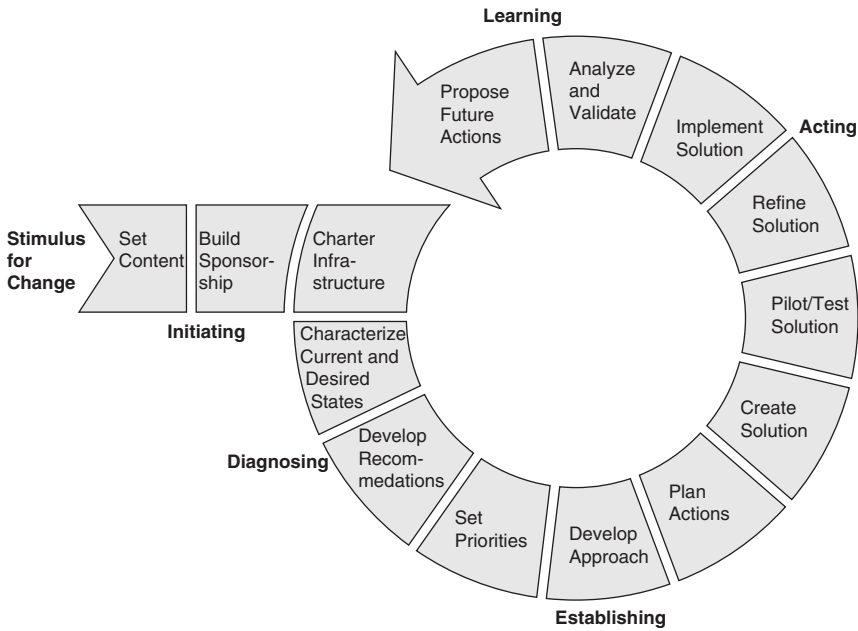 Learning
Propose
Future
Actions
Analyze
and
Validate
Implement
Solution
Acting
Refine
Solution
Pilot/Test
Solution
Create
Solution
Plan
Actions
Develop
Approach
Establishing
Set
Priorities
Develop
Recom-
medations
Diagnosing
Characterize
Current and
Desired
States
Charter
Infra-
structure
Build
Sponsor-
ship
Set
Content
Initiating
Stimulus
for
Change